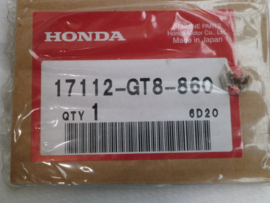 GENUINE PARTS
HONDA
Honda Motor Co., Ltd.
Made in Japan
17112-GT8-860
QTY 1 6D20